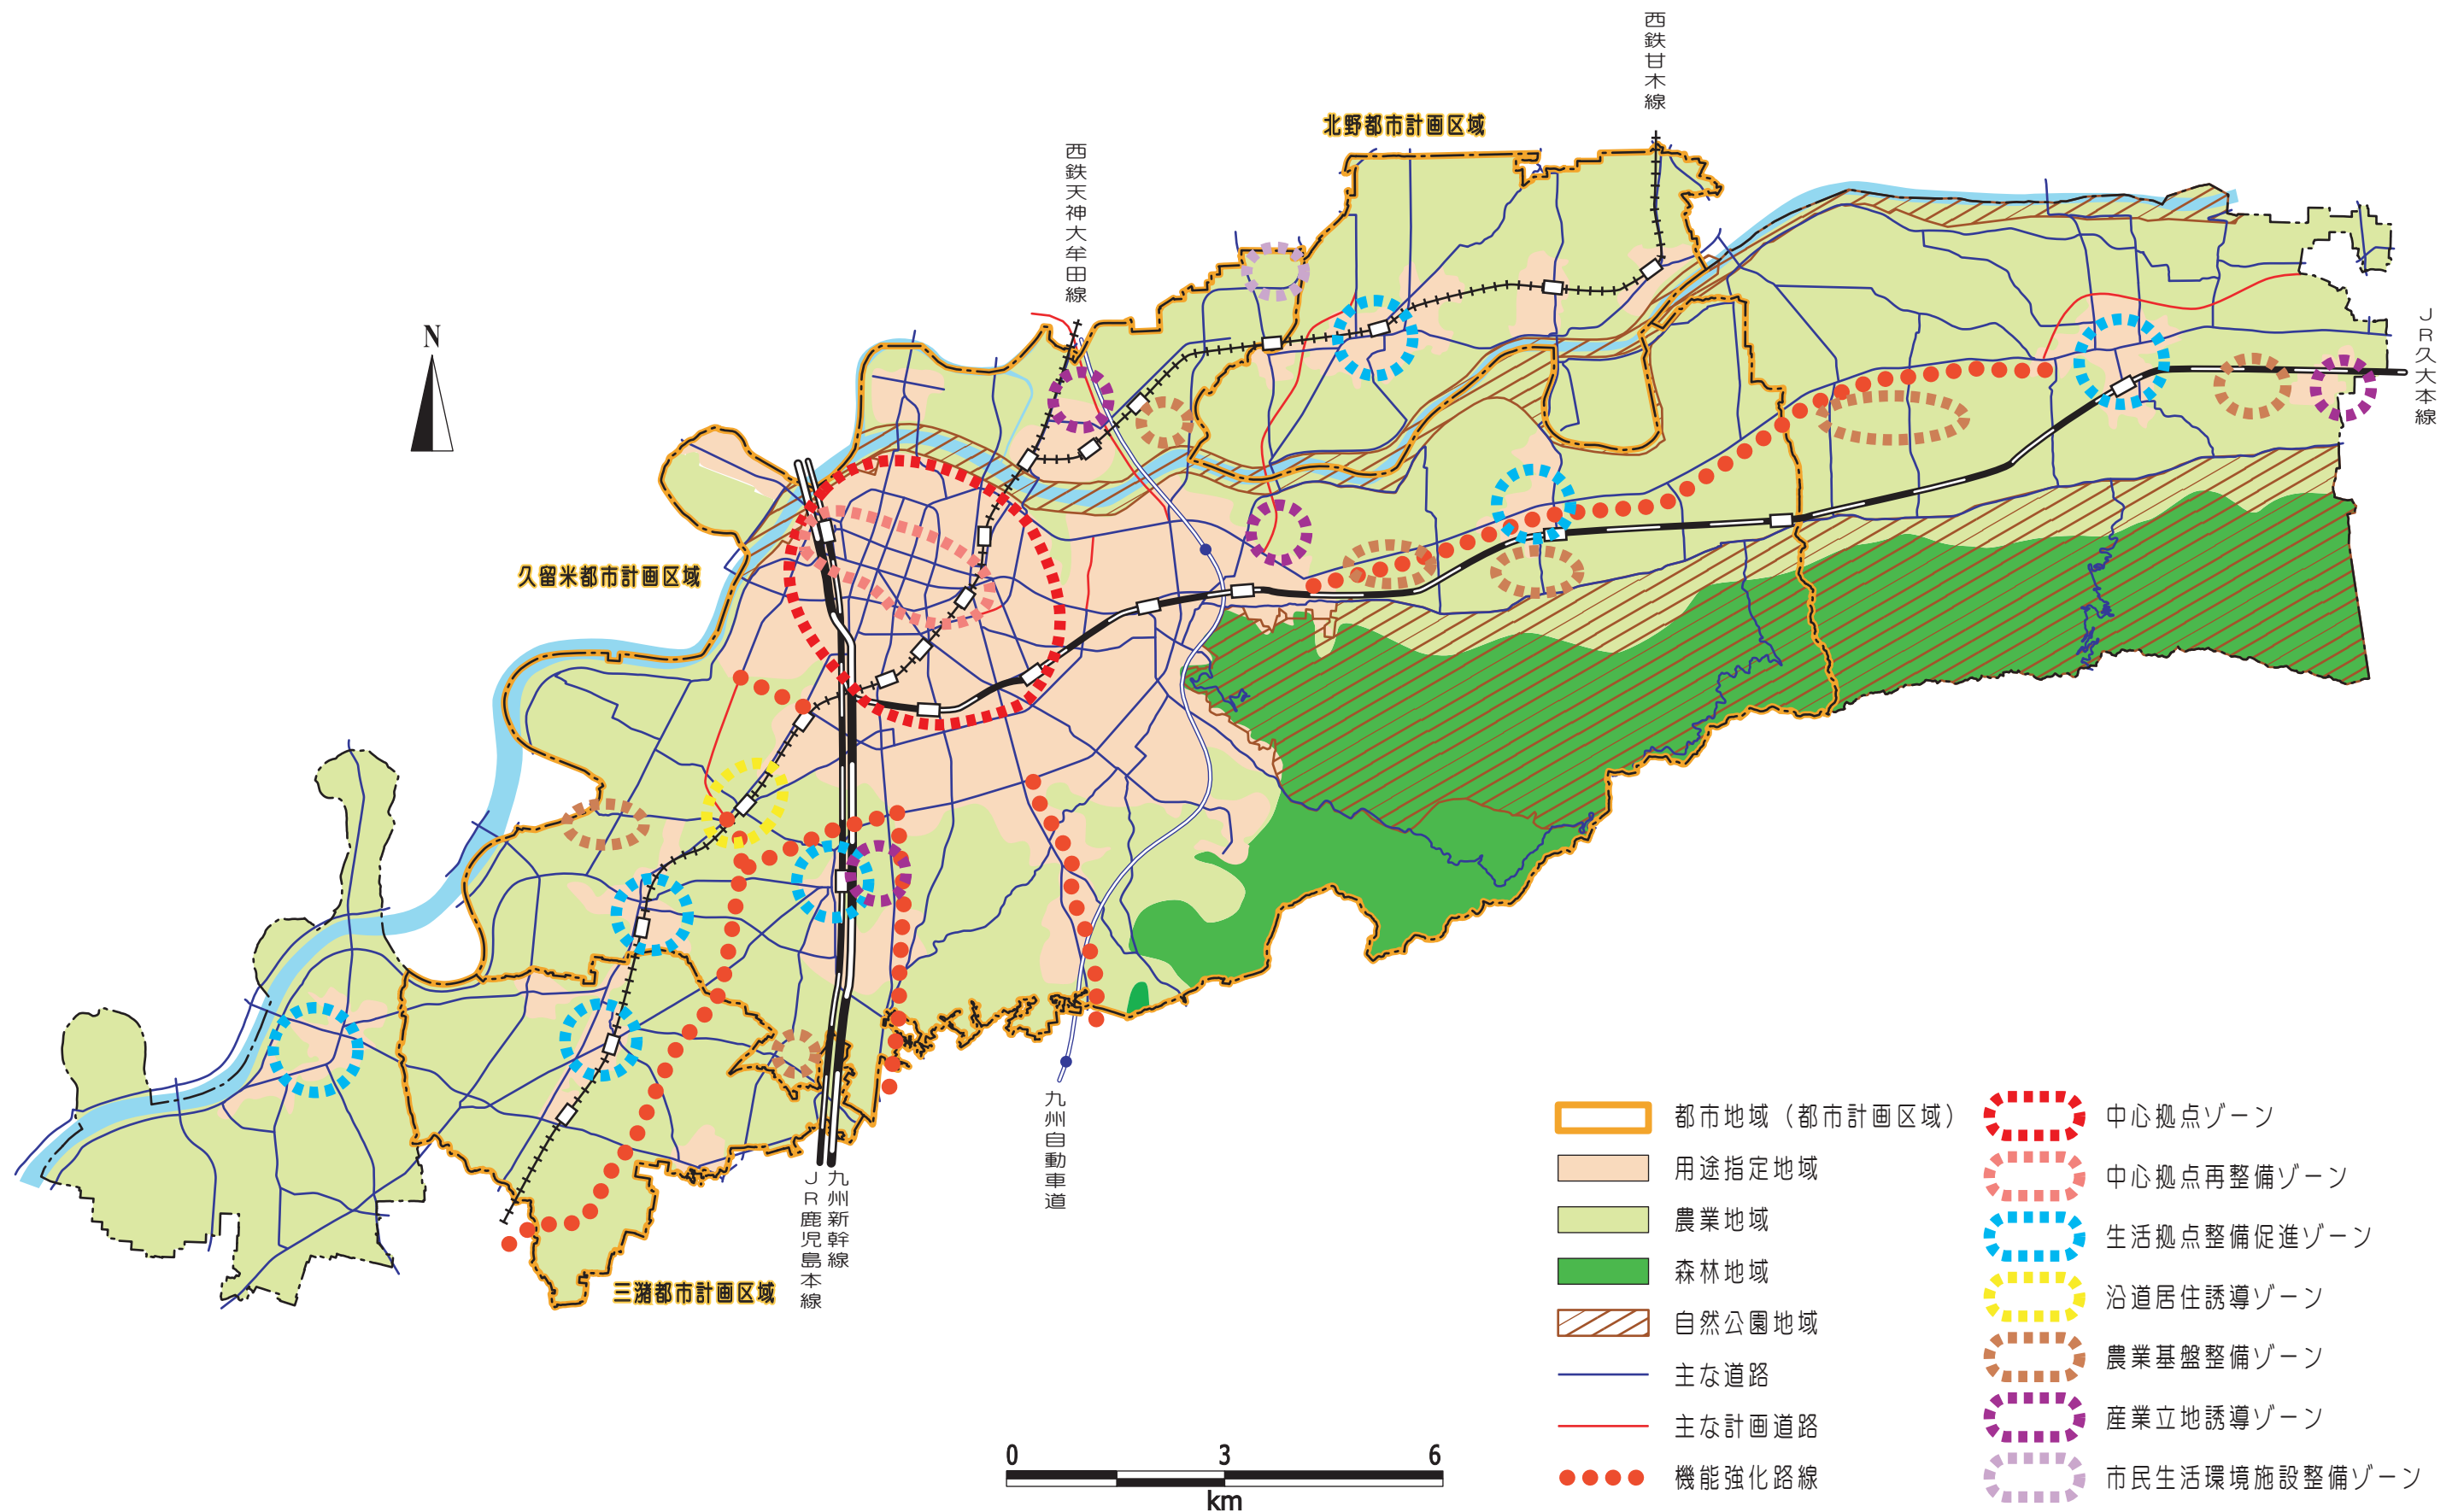 西鉄甘木線
北野都市計画区域
西鉄天神大牟田線
N
JR久大本線
久留米都市計画区域
九州自動車道
JR鹿児島本線
九州新幹線
三潴都市計画区域
都市地域（都市計画区域）
用途指定地域
農業地域
森林地域
自然公園地域
主な道路
主な計画道路
機能強化路線
中心拠点ゾーン
中心拠点再整備ゾーン
生活拠点整備促進ゾーン
沿道居住誘導ゾーン
農業基盤整備ゾーン
産業立地誘導ゾーン
市民生活環境施設整備ゾーン
0 3 6
km